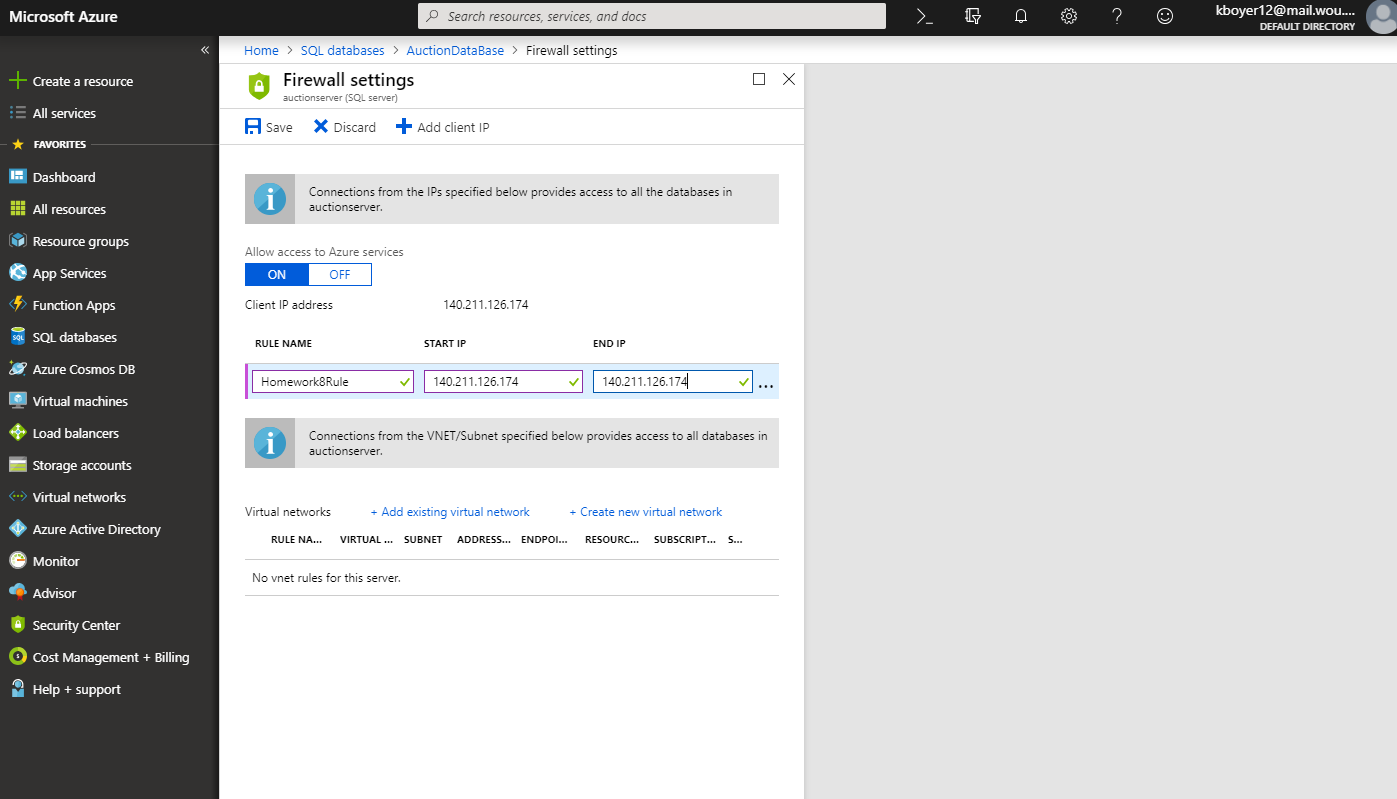 Microsoft Azure
Search resources, services, and docs
kboyer12@mail.wou....
DEFAULT DIRECTORY
Create a resource
All services
FAVORITES
Dashboard
All resources
Resource groups
App Services
Function Apps
SQL databases
Azure Cosmos DB
Virtual machines
Load balancers
Storage accounts
Virtual networks
Azure Active Directory
Monitor
Advisor
Security Center
Cost Management + Billing
Help + support
Home > SQL databases > AuctionDataBase > Firewall settings
Firewall settings
auctionserver (SQL server)
Save Discard Add client IP
Connections from the IPs specified below provides access to all the databases in
auctionserver.
Allow access to Azure services
ON OFF
Client IP address 140.211.126.174
RULE NAME START IP END IP
Homework8Rule 140.211.126.174 140.211.126.174 ...
Connections from the VNET/Subnet specified below provides access to all databases in
auctionserver.
Virtual networks + Add existing virtual network + Create new virtual network
RULE NA... VIRTUAL ... SUBNET ADDRESS... ENDPOI... RESOURC... SUBSCRIPT... S...
No vnet rules for this server.